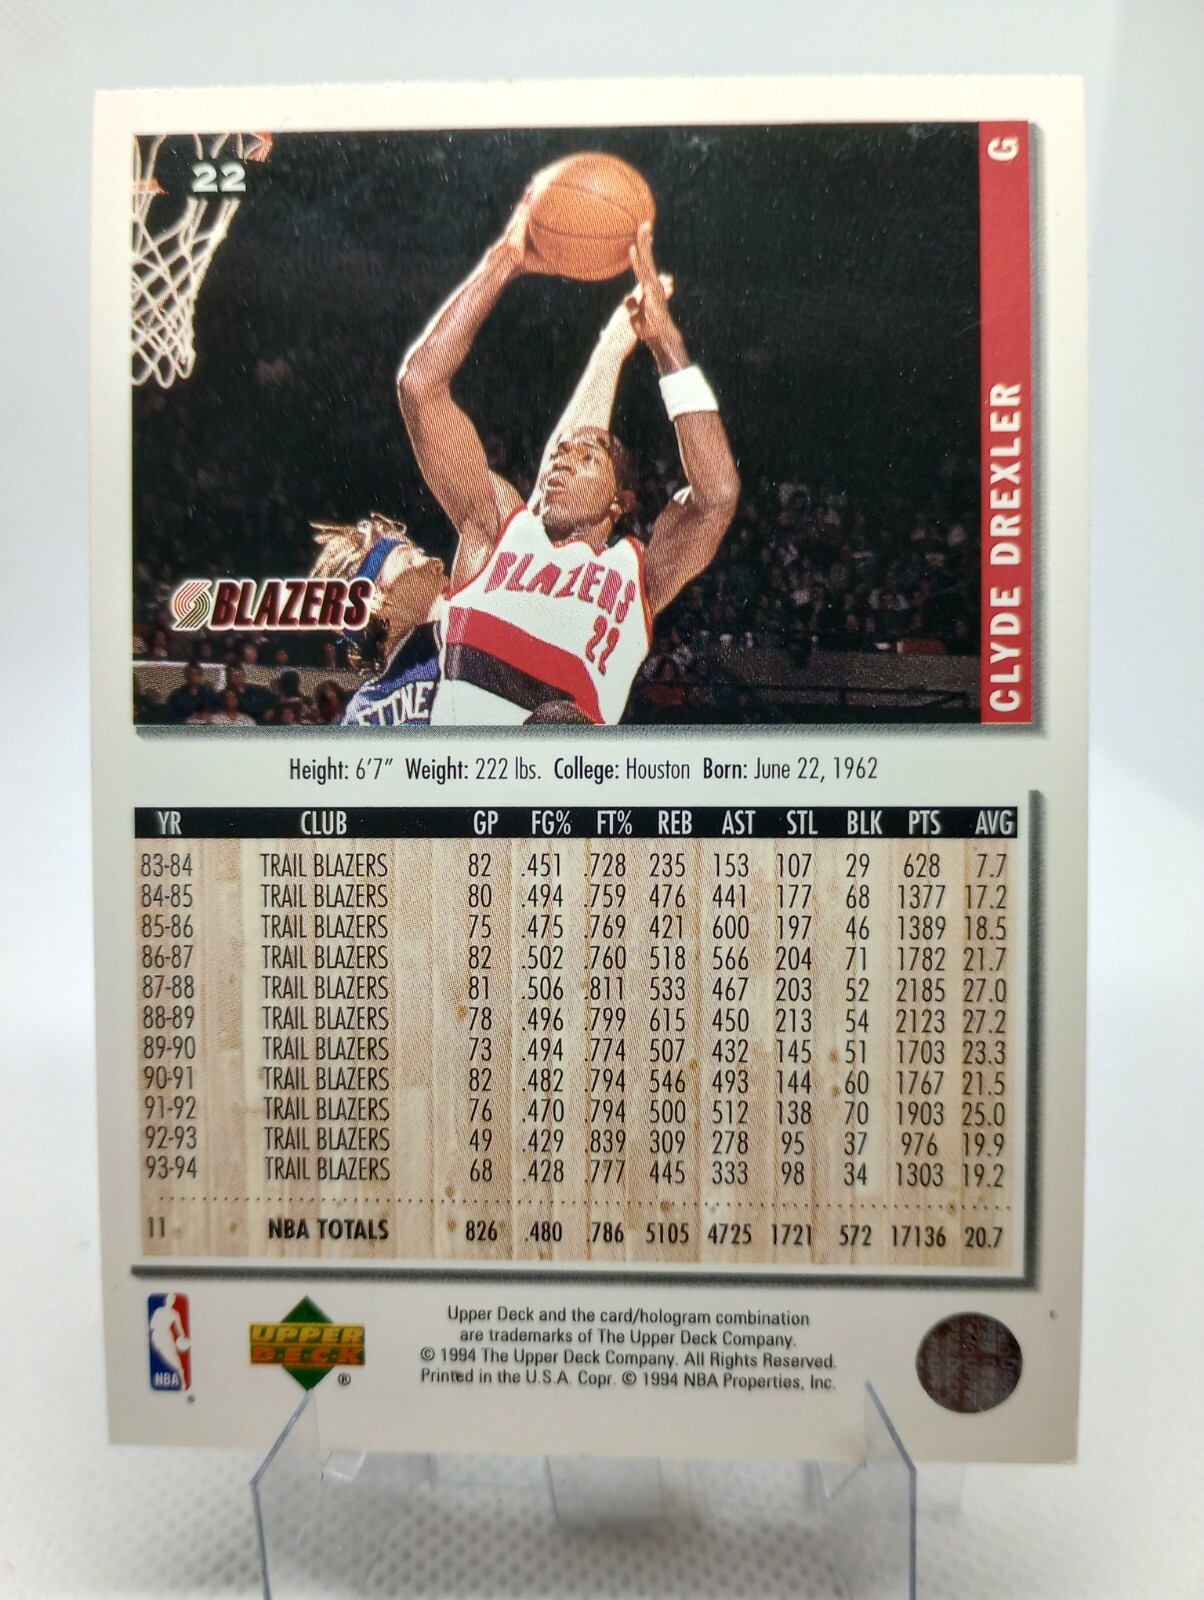 22
G
CLYDE DREXLER
BLAZERS
22
BLAZERS
ETTNE
Height: 6'7" Weight: 222 lbs. College: Houston Born: June 22, 1962
YR CLUB GP FG% FT% REB AST STL BLK PTS AVG
83-84 TRAIL BLAZERS 82 .451 .728 235 153 107 29 628 7.7
84-85 TRAIL BLAZERS 80 .494 .759 476 441 177 68 1377 17.2
85-86 TRAIL BLAZERS 75 .475 .769 421 600 197 46 1389 18.5
86-87 TRAIL BLAZERS 82 .502 .760 518 566 204 71 1782 21.7
87-88 TRAIL BLAZERS 81 .506 .811 533 467 203 52 2185 27.0
88-89 TRAIL BLAZERS 78 .496 .799 615 450 213 54 2123 27.2
89-90 TRAIL BLAZERS 73 .494 .774 507 432 145 51 1703 23.3
90-91 TRAIL BLAZERS 82 .482 .794 546 493 144 60 1767 21.5
91-92 TRAIL BLAZERS 76 .470 .794 500 512 138 70 1903 25.0
92-93 TRAIL BLAZERS 49 .429 .839 309 278 95 37 976 19.9
93-94 TRAIL BLAZERS 68 .428 .777 445 333 98 34 1303 19.2
11 NBA TOTALS 826 .480 .786 5105 4725 1721 572 17136 20.7
NBA
UPPER
DECK
®
Upper Deck and the card/hologram combination
are trademarks of The Upper Deck Company.
© 1994 The Upper Deck Company. All Rights Reserved.
Printed in the U.S.A. Copr. © 1994 NBA Properties, Inc.